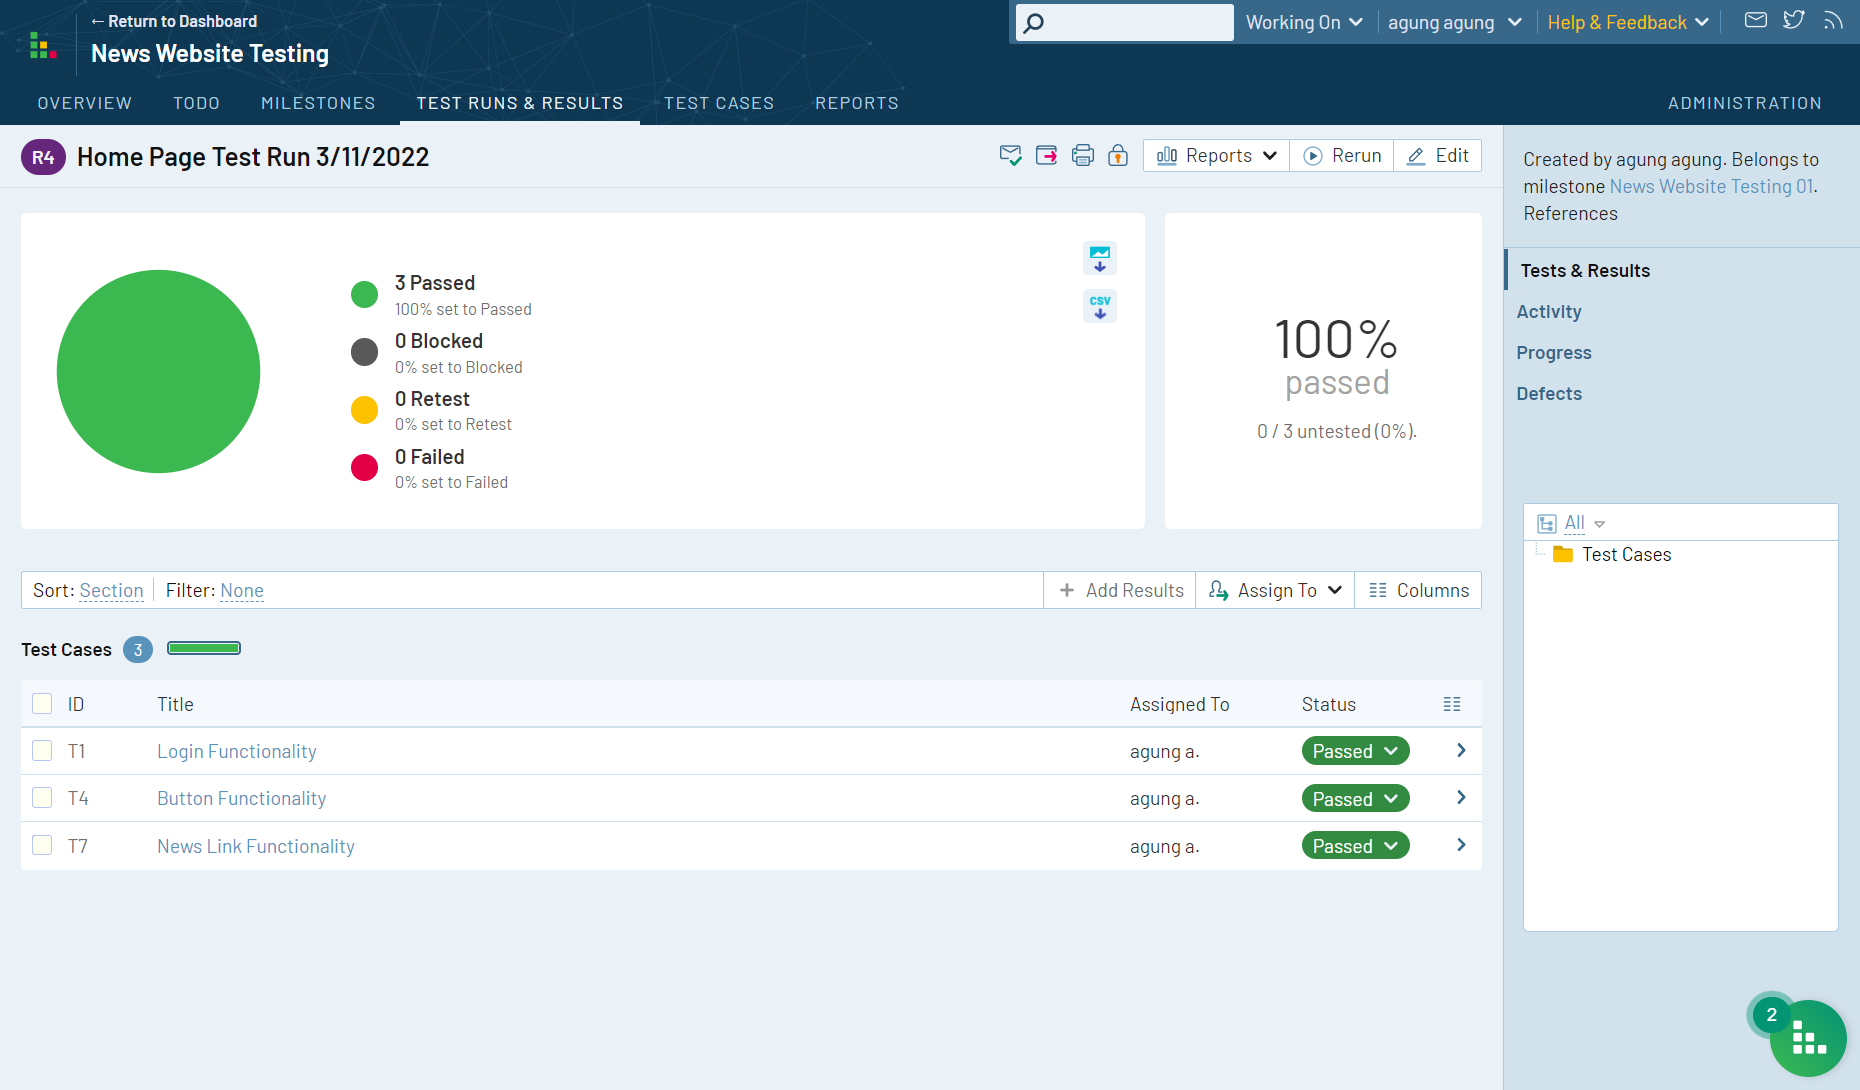 ← Return to Dashboard
News Website Testing
Working On
agung agung
Help & Feedback
OVERVIEW
TODO
MILESTONES
TEST RUNS & RESULTS
TEST CASES
REPORTS
ADMINISTRATION
R4
Home Page Test Run 3/11/2022
Reports
Rerun
Edit
3 Passed
100% set to Passed
0 Blocked
0% set to Blocked
0 Retest
0% set to Retest
0 Failed
0% set to Failed
CSV
100%
passed
0 / 3 untested (0%).
Sort: Section
Filter: None
Add Results
Assign To
Columns
Test Cases 3
ID Title Assigned To Status
T1 Login Functionality agung a. Passed
T4 Button Functionality agung a. Passed
T7 News Link Functionality agung a. Passed
Created by agung agung. Belongs to
milestone News Website Testing 01.
References
Tests & Results
Activity
Progress
Defects
All
Test Cases
2